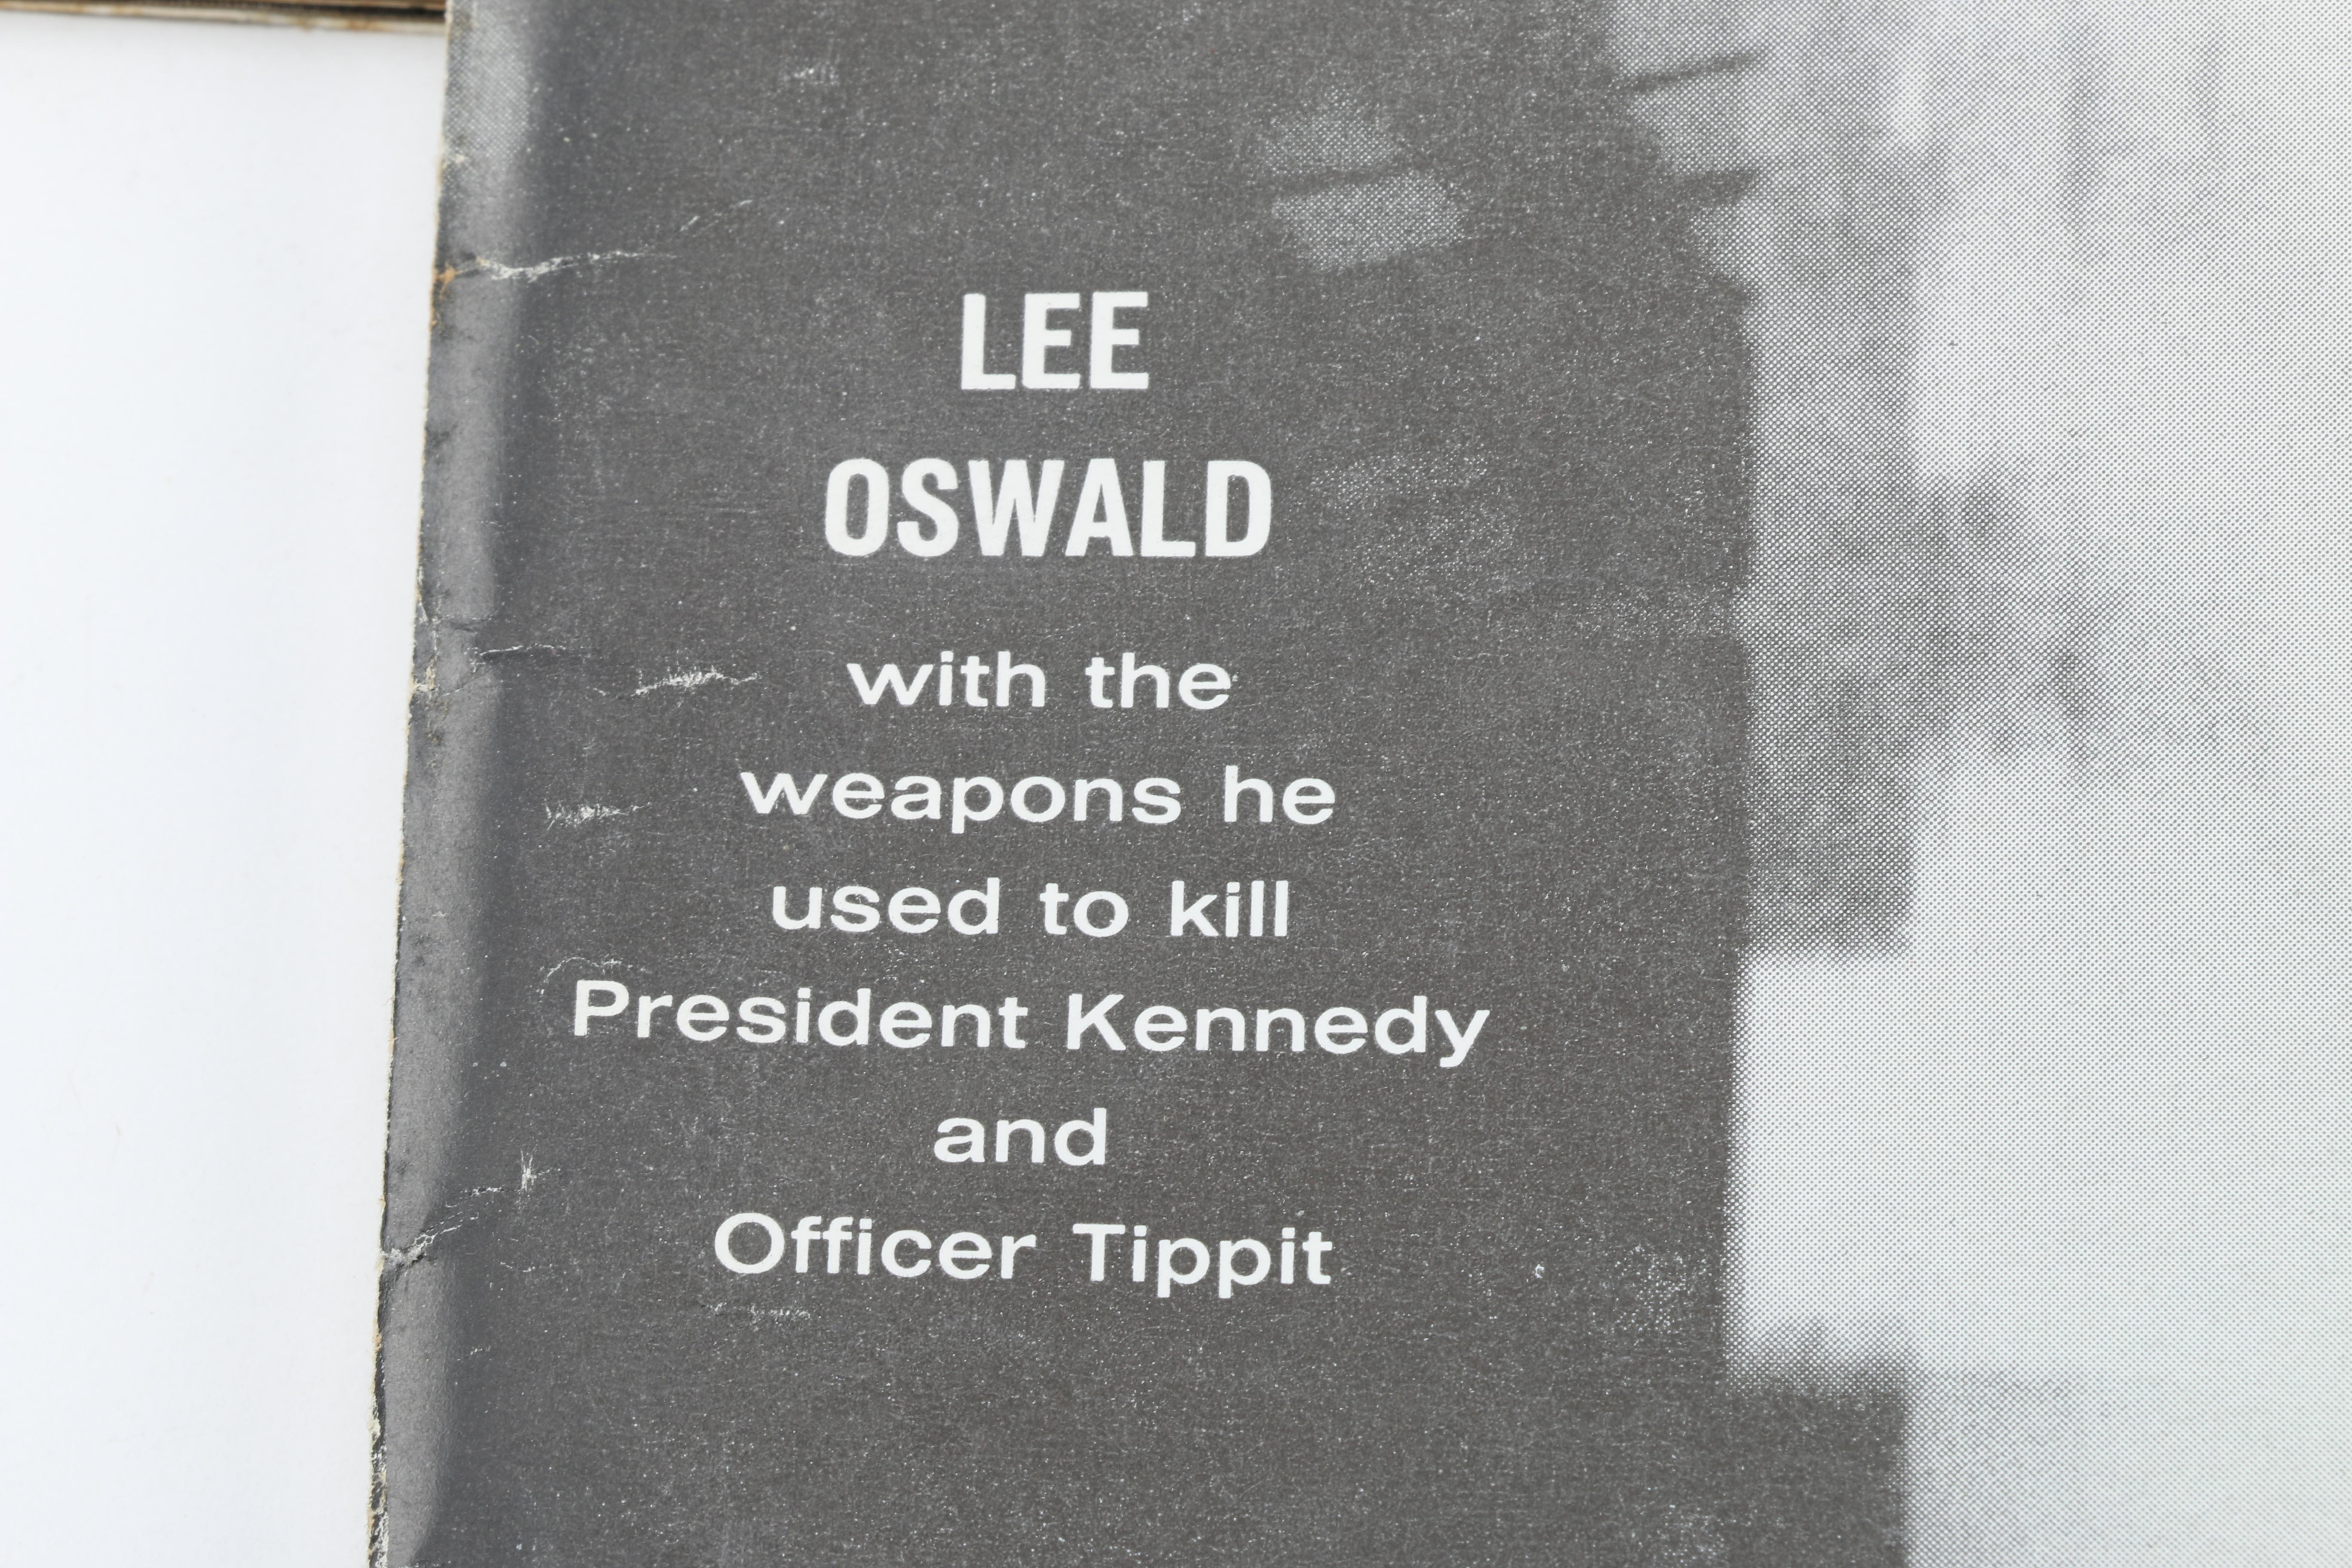 LEE
OSWALD
with the
weapons he
used to kill
President Kennedy
and
Officer Tippit